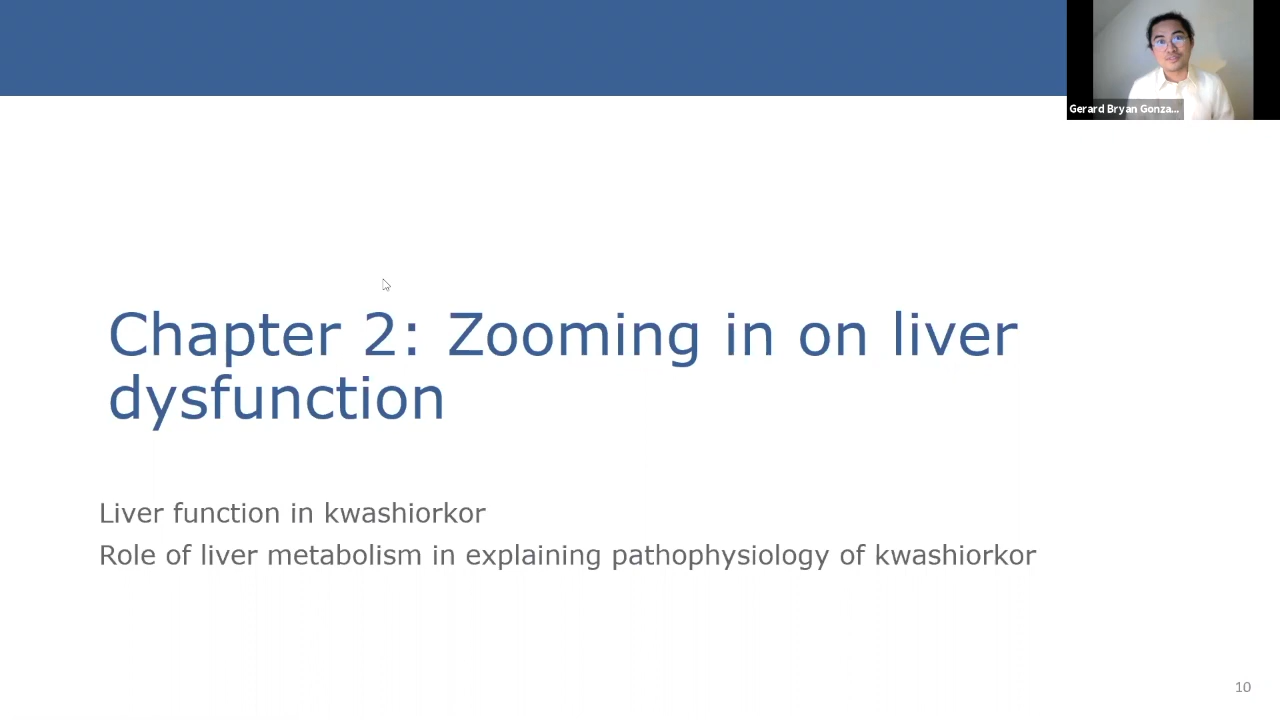 Gerard Bryan Gonza...
Chapter 2: Zooming in on liver
dysfunction
Liver function in kwashiorkor
Role of liver metabolism in explaining pathophysiology of kwashiorkor
10